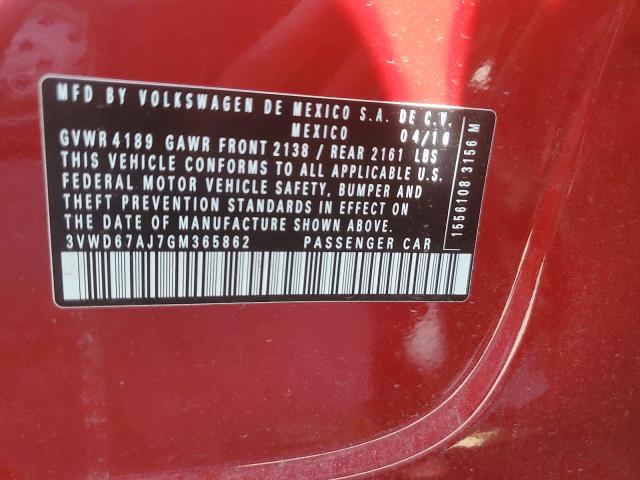 MFD BY VOLKSWAGEN DE MEXICO S.A. DE C.V.
MEXICO 04/16
GVWR 4189 GAWR FRONT 2138 / REAR 2161 LBS
THIS VEHICLE CONFORMS TO ALL APPLICABLE U.S.
FEDERAL MOTOR VEHICLE SAFETY, BUMPER AND
THEFT PREVENTION STANDARDS IN EFFECT ON
THE DATE OF MANUFACTURE SHOWN ABOVE.
3VWD67AJ7GM365862 PASSENGER CAR
1556108 3156 M